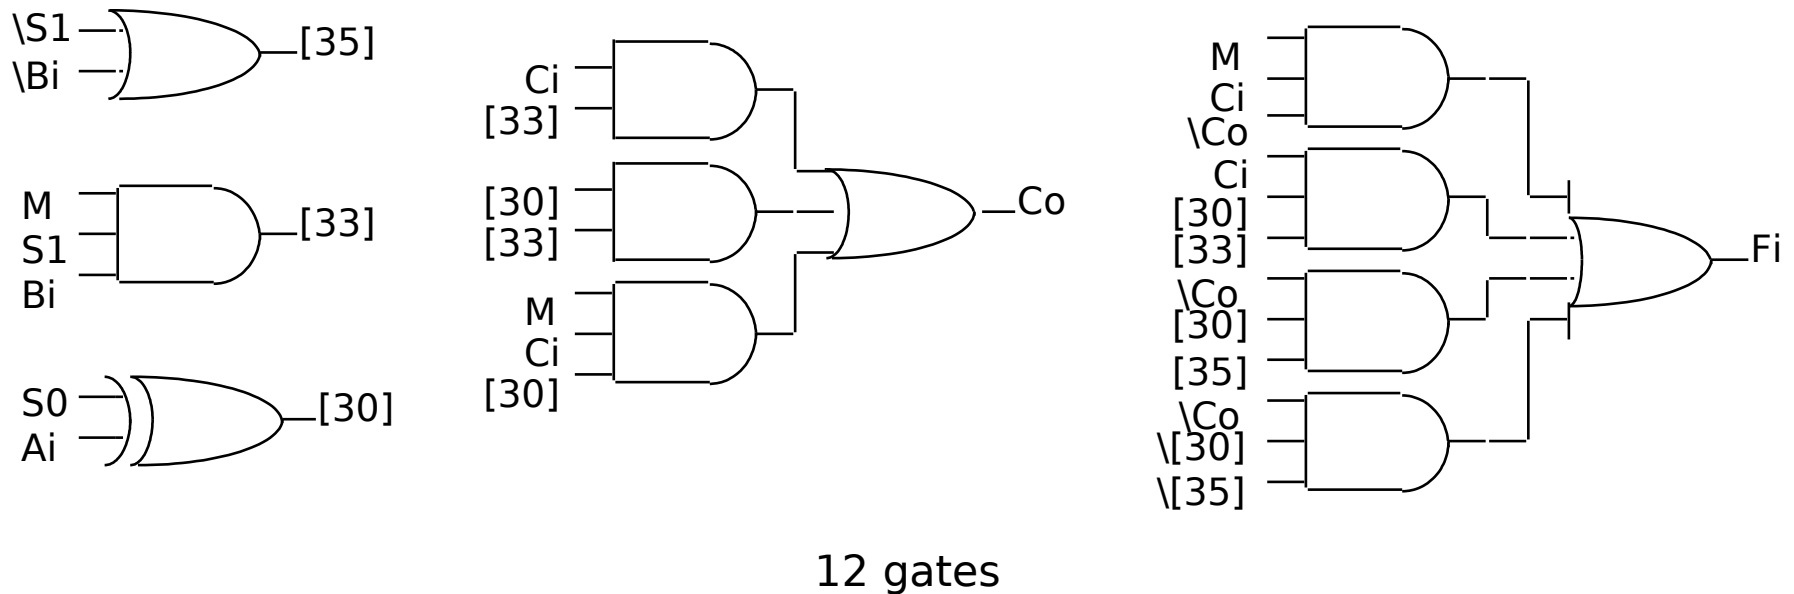 \S1
\Bi
[35]
M
S1
Bi
[33]
S0
Ai
[30]
Ci
[33]
[30]
[33]
M
Ci
[30]
Co
M
Ci
\Co
Ci
[30]
[33]
\Co
[30]
[35]
\Co
\[30]
\[35]
Fi
12 gates